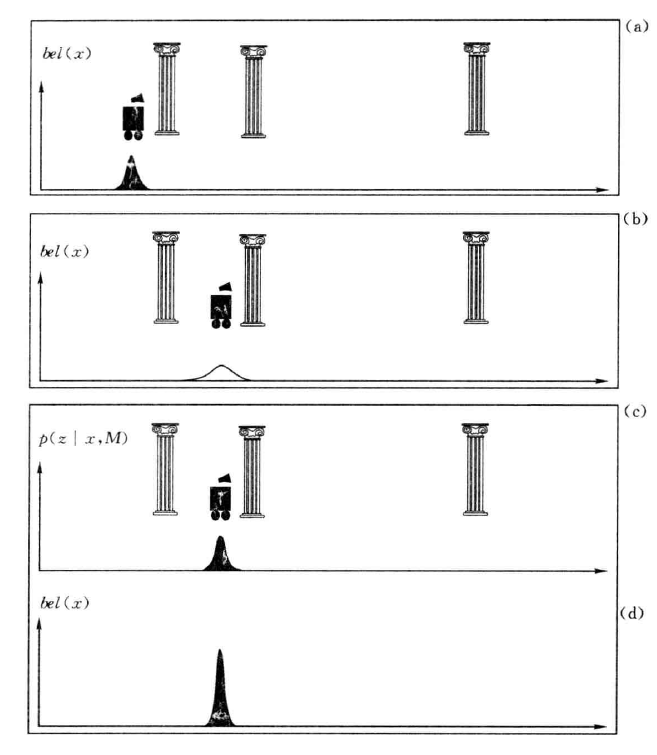 (a)
bel(x)
(b)
bel(x)
(c)
p(z | x,M)
bel(x)
(d)